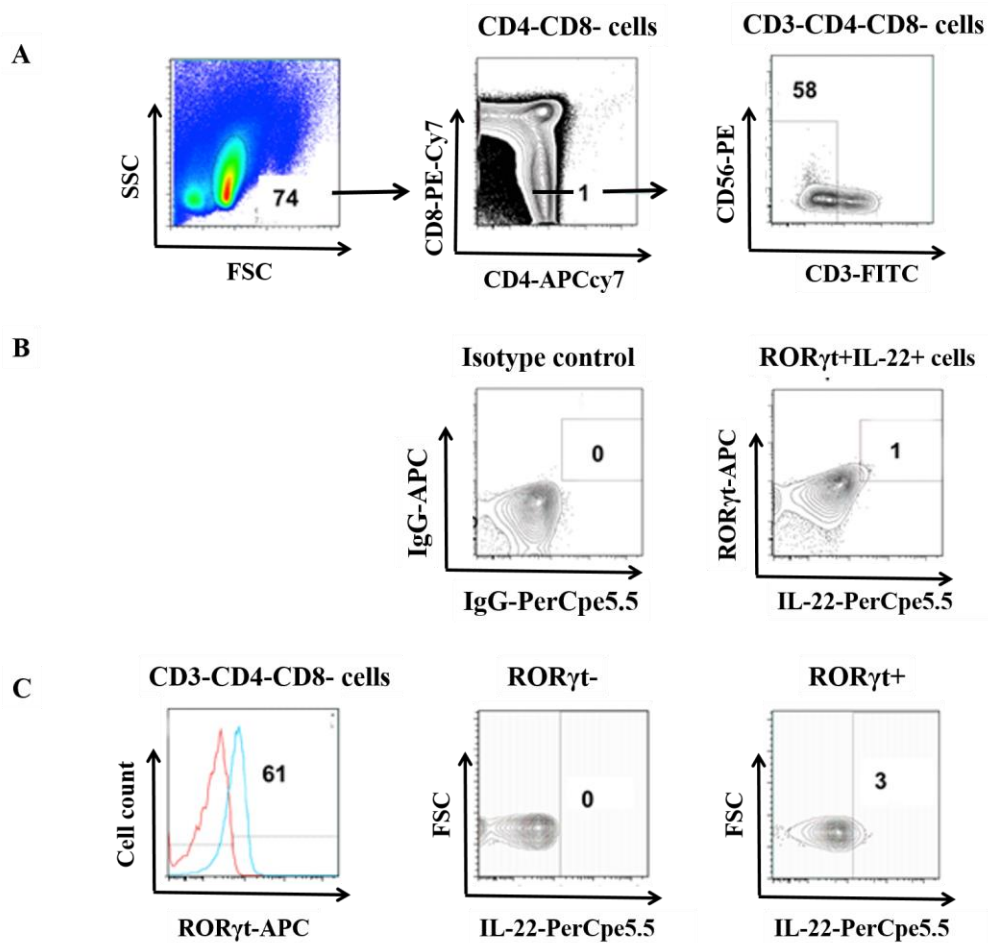 A
CD4-CD8- cells
CD3-CD4-CD8- cells
SSC
74
FSC
CD8-PE-Cy7
1
CD4-APCcy7
CD56-PE
58
CD3-FITC
B
Isotype control
RORγt+IL-22+ cells
IgG-APC
0
IgG-PerCpe5.5
RORγt-APC
1
IL-22-PerCpe5.5
C
CD3-CD4-CD8- cells
RORγt-
RORγt+
Cell count
61
RORγt-APC
FSC
0
IL-22-PerCpe5.5
FSC
3
IL-22-PerCpe5.5